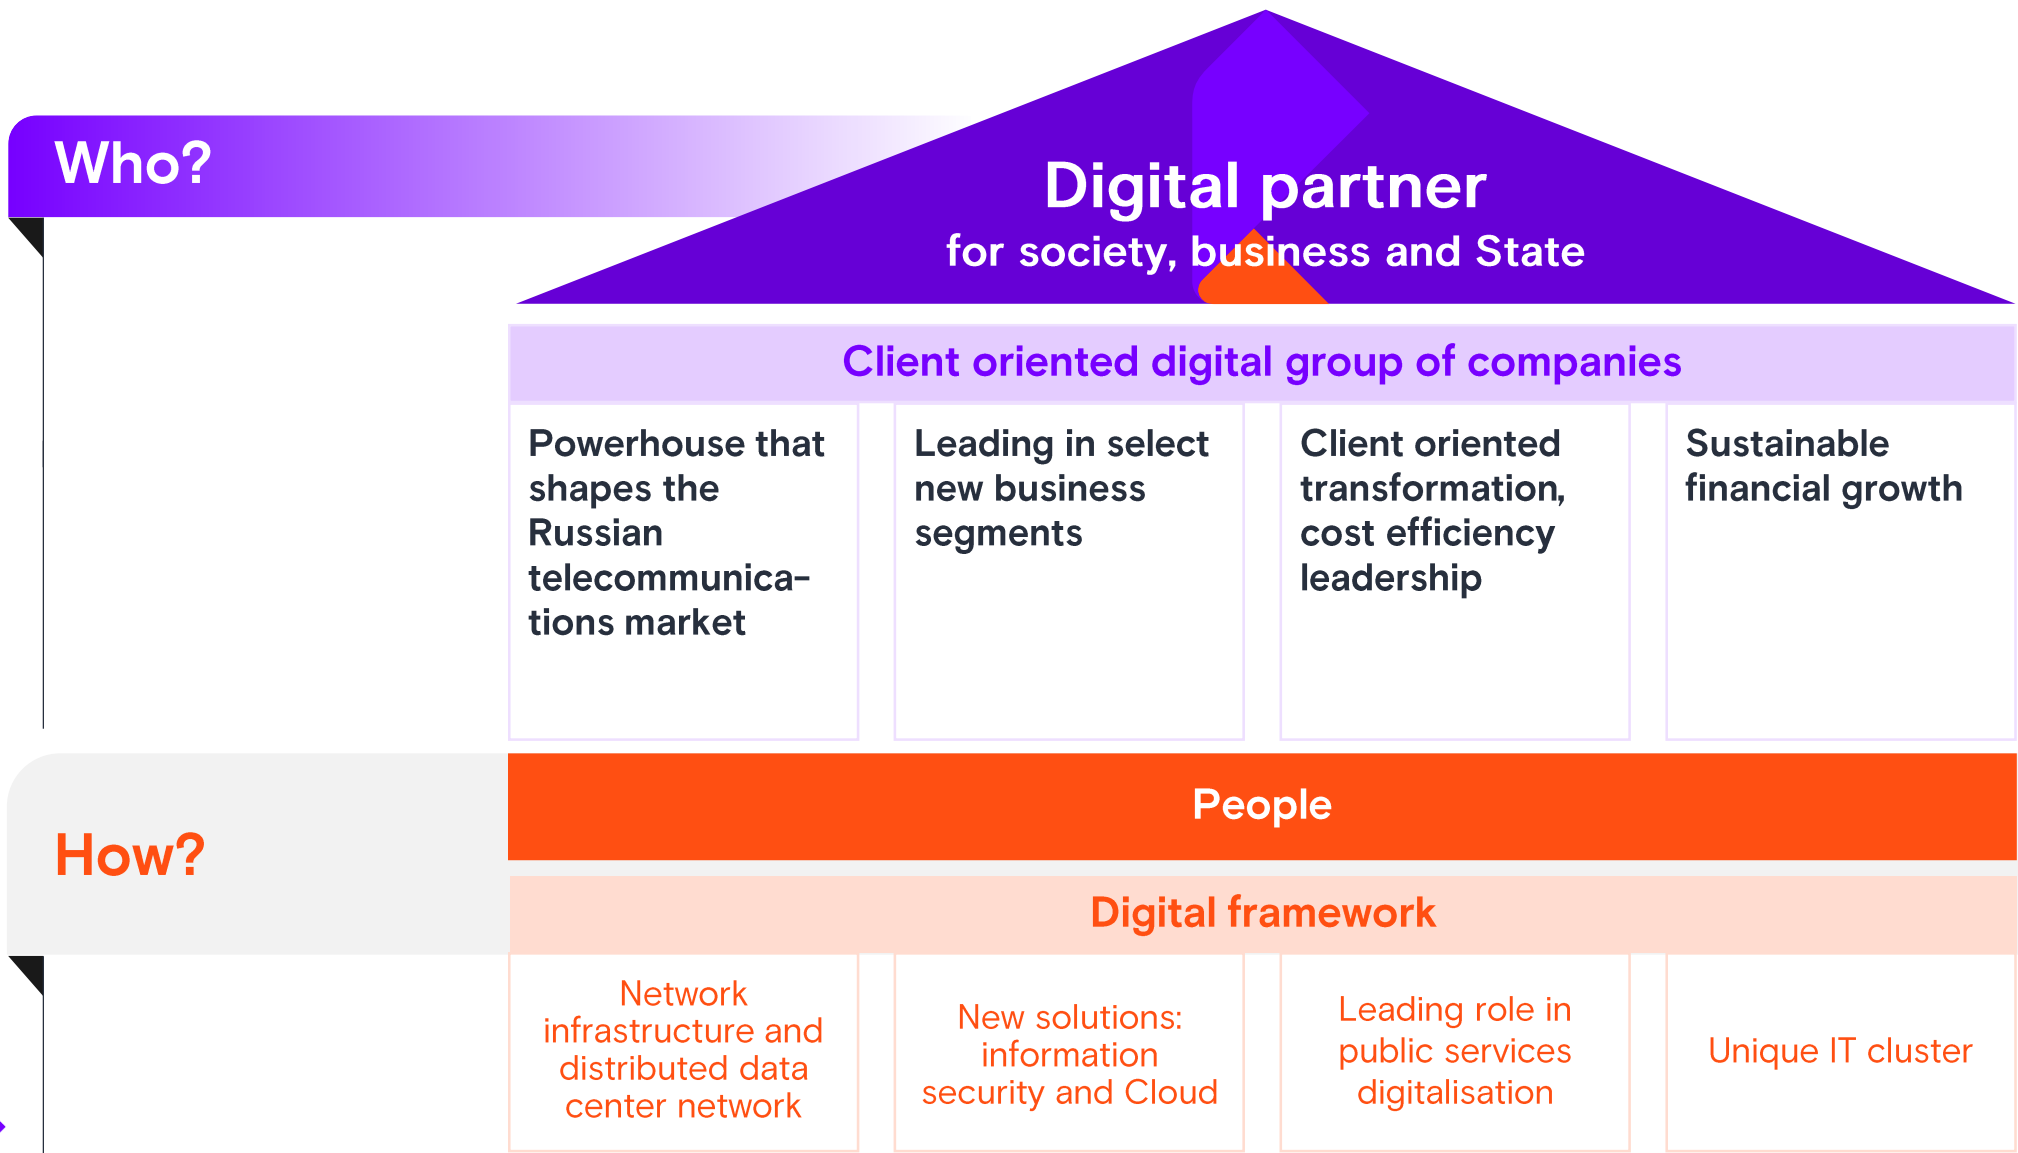 Who?
Digital partner
for society, business and State
Client oriented digital group of companies
Powerhouse that
shapes the
Russian
telecommunica-
tions market
Leading in select
new business
segments
Client oriented
transformation,
cost efficiency
leadership
Sustainable
financial growth
How?
People
Digital framework
Network
infrastructure and
distributed data
center network
New solutions:
information
security and Cloud
Leading role in
public services
digitalisation
Unique IT cluster